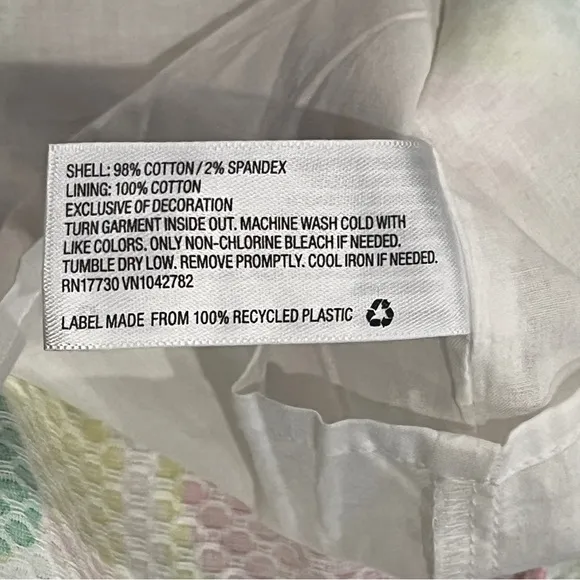 SHELL: 98% COTTON/2% SPANDEX
LINING: 100% COTTON
EXCLUSIVE OF DECORATION
TURN GARMENT INSIDE OUT. MACHINE WASH COLD WITH
LIKE COLORS. ONLY NON-CHLORINE BLEACH IF NEEDED.
TUMBLE DRY LOW. REMOVE PROMPTLY. COOL IRON IF NEEDED.
RN17730 VN1042782
LABEL MADE FROM 100% RECYCLED PLASTIC